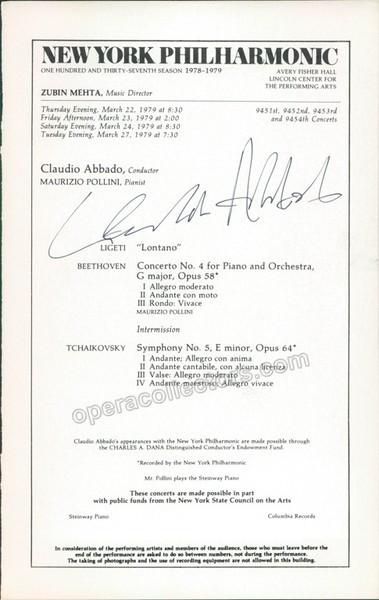 NEW YORK PHILHARMONIC
ONE HUNDRED AND THIRTY-SEVENTH SEASON 1978-1979
AVERY FISHER HALL
LINCOLN CENTER FOR
THE PERFORMING ARTS
ZUBIN MEHTA, Music Director
Thursday Evening, March 22, 1979 at 8:30
Friday Afternoon, March 23, 1979 at 2:00
Saturday Evening, March 24, 1979 at 8:30
Tuesday Evening, March 27, 1979 at 7:30
9451st, 9452nd, 9453rd
and 9454th Concerts
Claudio Abbado, Conductor
MAURIZIO POLLINI, Pianist
Claudio Abbado
LIGETI "Lontano"
BEETHOVEN Concerto No. 4 for Piano and Orchestra,
G major, Opus 58*
I Allegro moderato
II Andante con moto
III Rondo: Vivace
MAURIZIO POLLINI
Intermission
TCHAIKOVSKY Symphony No. 5, E minor, Opus 64*
I Andante; Allegro con anima
II Andante cantabile, con alcuna licenza
III Valse: Allegro moderato
IV Andante maestoso; Allegro vivace
operacollectors.com
Claudio Abbado's appearances with the New York Philharmonic are made possible through
the CHARLES A. DANA Distinguished Conductor's Endowment Fund.
*Recorded by the New York Philharmonic
Mr. Pollini plays the Steinway Piano
These concerts are made possible in part
with public funds from the New York State Council on the Arts
Steinway Piano Columbia Records
In consideration of the performing artists and members of the audience, those who must leave before the
end of the performance are asked to do so between numbers, not during the performance.
The taking of photographs and the use of recording equipment are not allowed in this building.